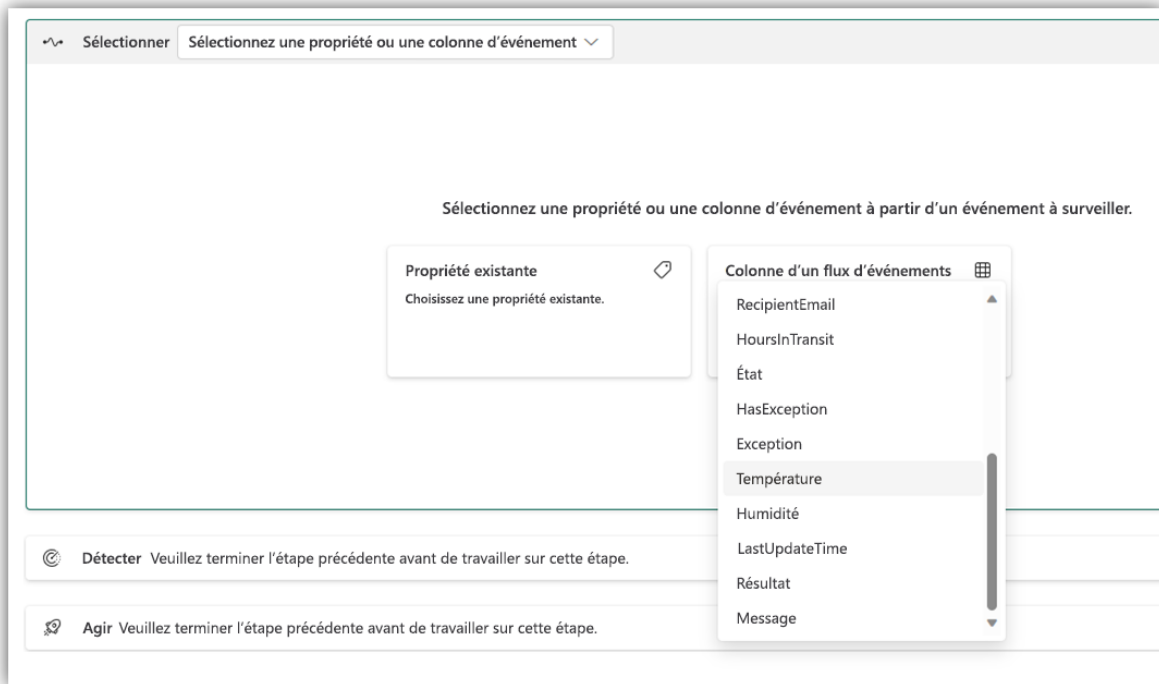 Sélectionner Sélectionnez une propriété ou une colonne d’événement
Sélectionnez une propriété ou une colonne d’événement à partir d’un événement à surveiller.
Propriété existante
Choisissez une propriété existante.
Colonne d’un flux d’événements
RecipientEmail
HoursInTransit
État
HasException
Exception
Température
Humidité
LastUpdateTime
Résultat
Message
Détecter Veuillez terminer l’étape précédente avant de travailler sur cette étape.
Agir Veuillez terminer l’étape précédente avant de travailler sur cette étape.